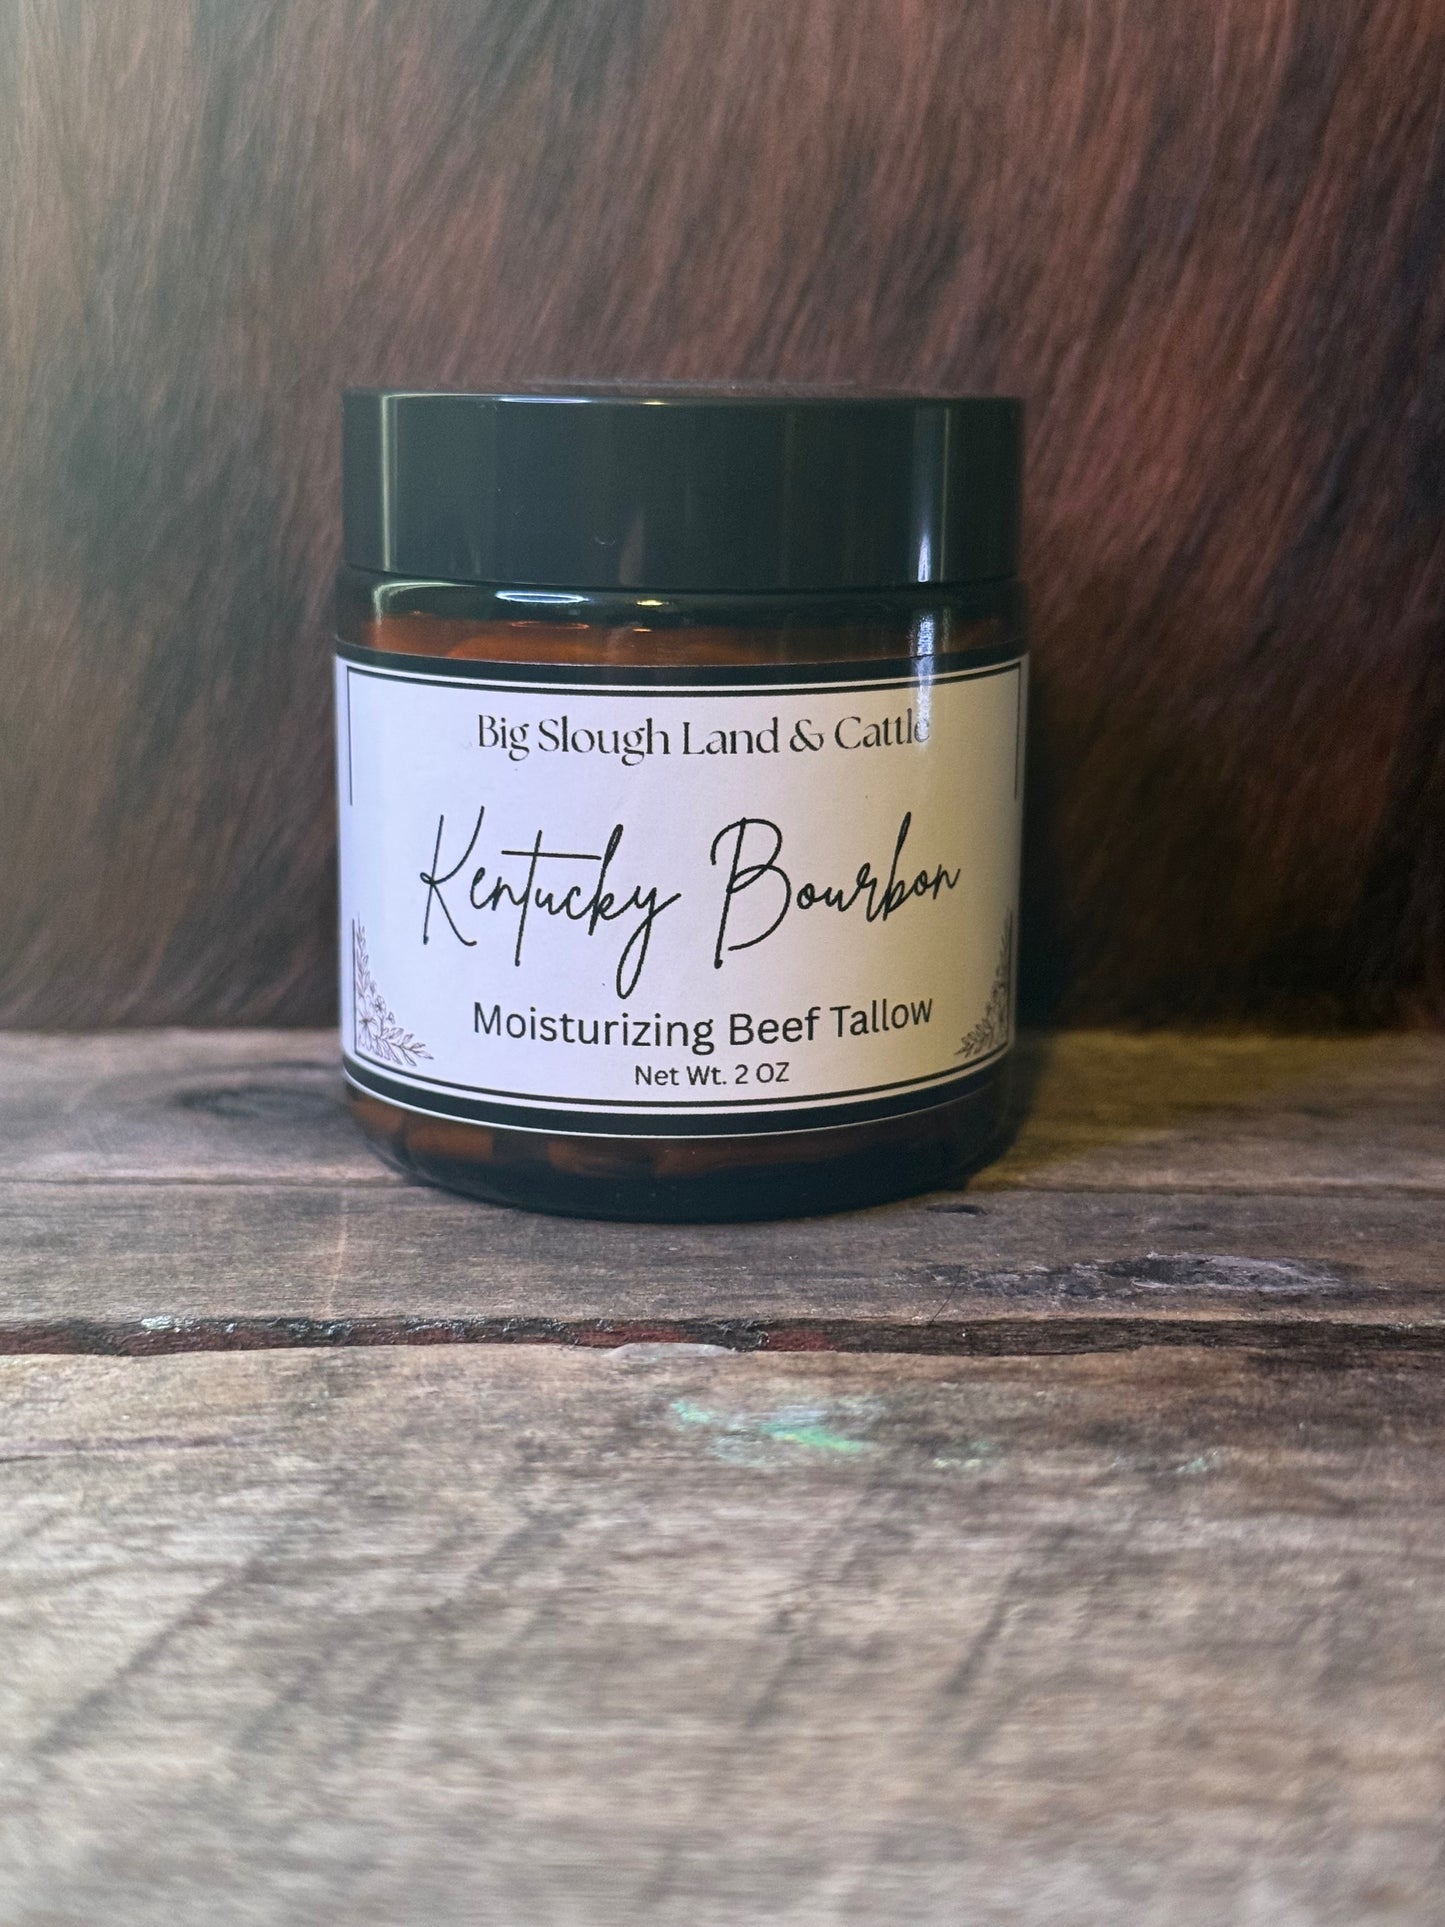 Big Slough Land & Cattle
Kentucky Bourbon
Moisturizing Beef Tallow
Net Wt. 2 OZ